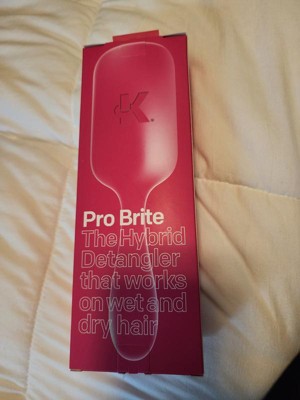 K.
Pro Brite
The Hybrid
Detangler
that works
on wet and
dry hair